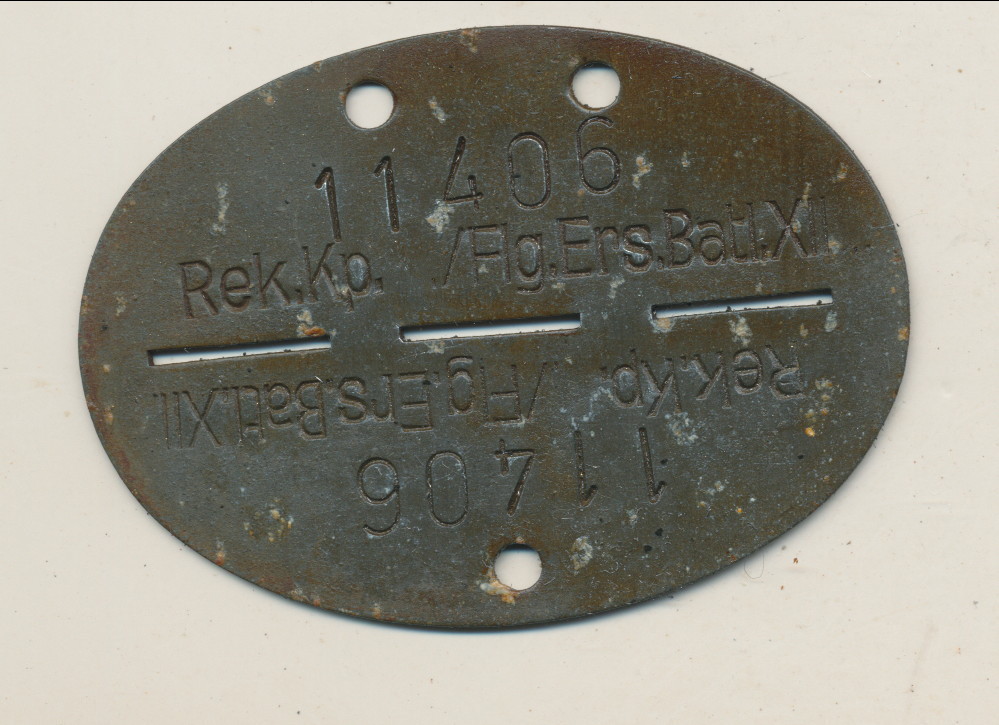 11406
Rek.Kp. ./Flg.Ers.Batl.XII...
Rek.Kp. ../Flg.Ers.Batl.XII.
11406